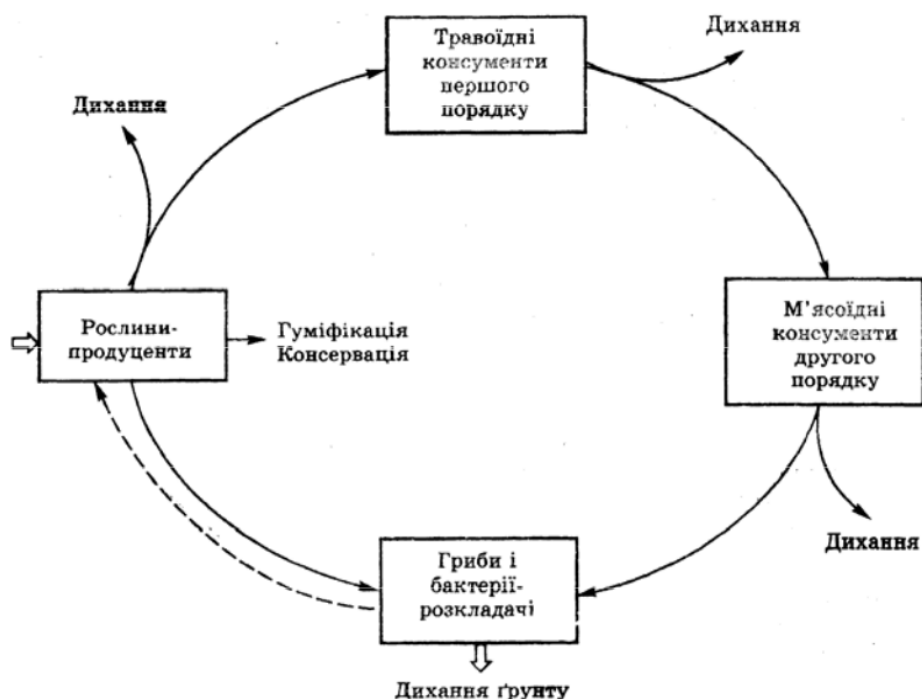 Травоїдні
консументи
першого
порядку
Дихання
Дихання
Рослини-
продуценти
Гуміфікація
Консервація
М’ясоїдні
консументи
другого
порядку
Дихання
Гриби і
бактерії-
розкладачі
Дихання ґрунту